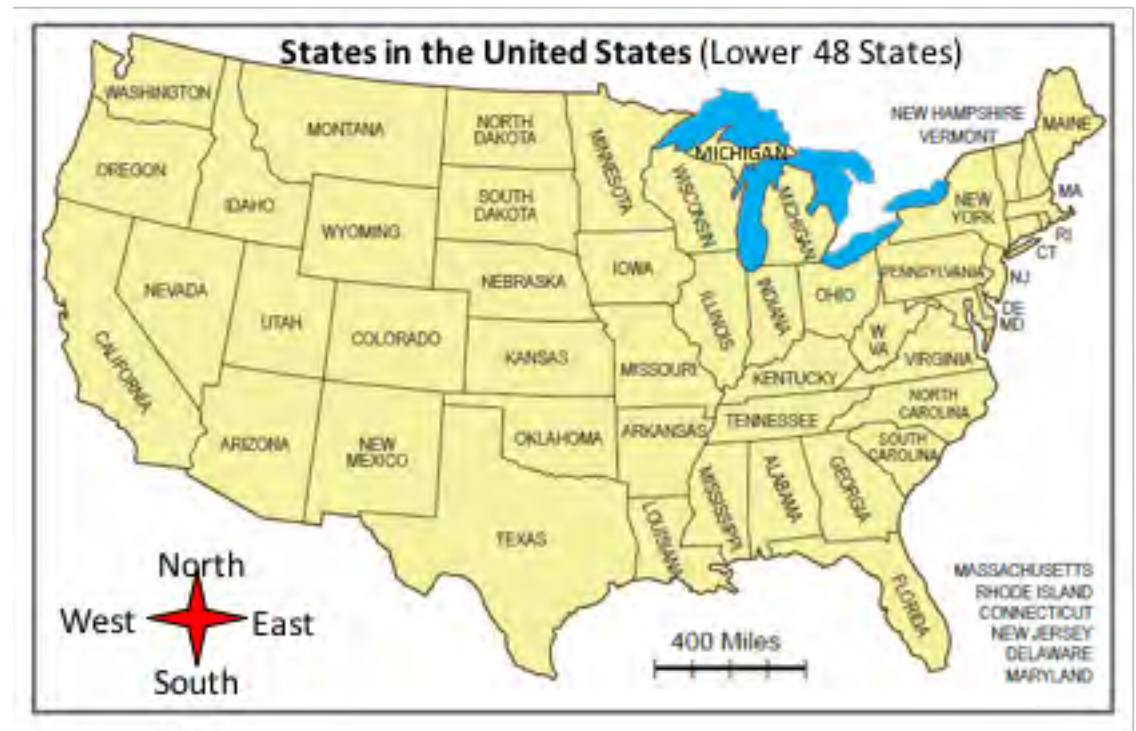 States in the United States (Lower 48 States)
WASHINGTON
MONTANA
NORTH
DAKOTA
MINNESOTA
MICHIGAN
NEW HAMPSHIRE
VERMONT
MAINE
OREGON
IDAHO
WYOMING
SOUTH
DAKOTA
WISCONSIN
MICHIGAN
NEW
YORK
MA
RI
CT
NEVADA
UTAH
COLORADO
NEBRASKA
IOWA
ILLINOIS
INDIANA
OHIO
PENNSYLVANIA
NJ
DE
MD
CALIFORNIA
KANSAS
MISSOURI
KENTUCKY
W
VA
VIRGINIA
ARIZONA
NEW
MEXICO
OKLAHOMA
ARKANSAS
TENNESSEE
NORTH
CAROLINA
SOUTH
CAROLINA
TEXAS
LOUISIANA
MISSISSIPPI
ALABAMA
GEORGIA
FLORIDA
North
West
East
South
400 Miles
MASSACHUSETTS
RHODE ISLAND
CONNECTICUT
NEW JERSEY
DELAWARE
MARYLAND